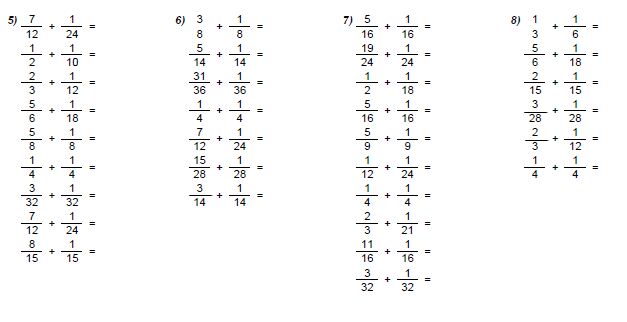 5) 7/12 + 1/24 =
1/2 + 1/10 =
2/3 + 1/12 =
5/6 + 1/18 =
5/8 + 1/8 =
1/4 + 1/4 =
3/32 + 1/32 =
7/12 + 1/24 =
8/15 + 1/15 =
6) 3/8 + 1/8 =
5/14 + 1/14 =
31/36 + 1/36 =
1/4 + 1/4 =
7/12 + 1/24 =
15/28 + 1/28 =
3/14 + 1/14 =
7) 5/16 + 1/16 =
19/24 + 1/24 =
1/2 + 1/18 =
5/16 + 1/16 =
5/9 + 1/9 =
1/12 + 1/24 =
1/4 + 1/4 =
2/3 + 1/21 =
11/16 + 1/16 =
3/32 + 1/32 =
8) 1/3 + 1/6 =
5/6 + 1/18 =
2/15 + 1/15 =
3/28 + 1/28 =
2/3 + 1/12 =
1/4 + 1/4 =